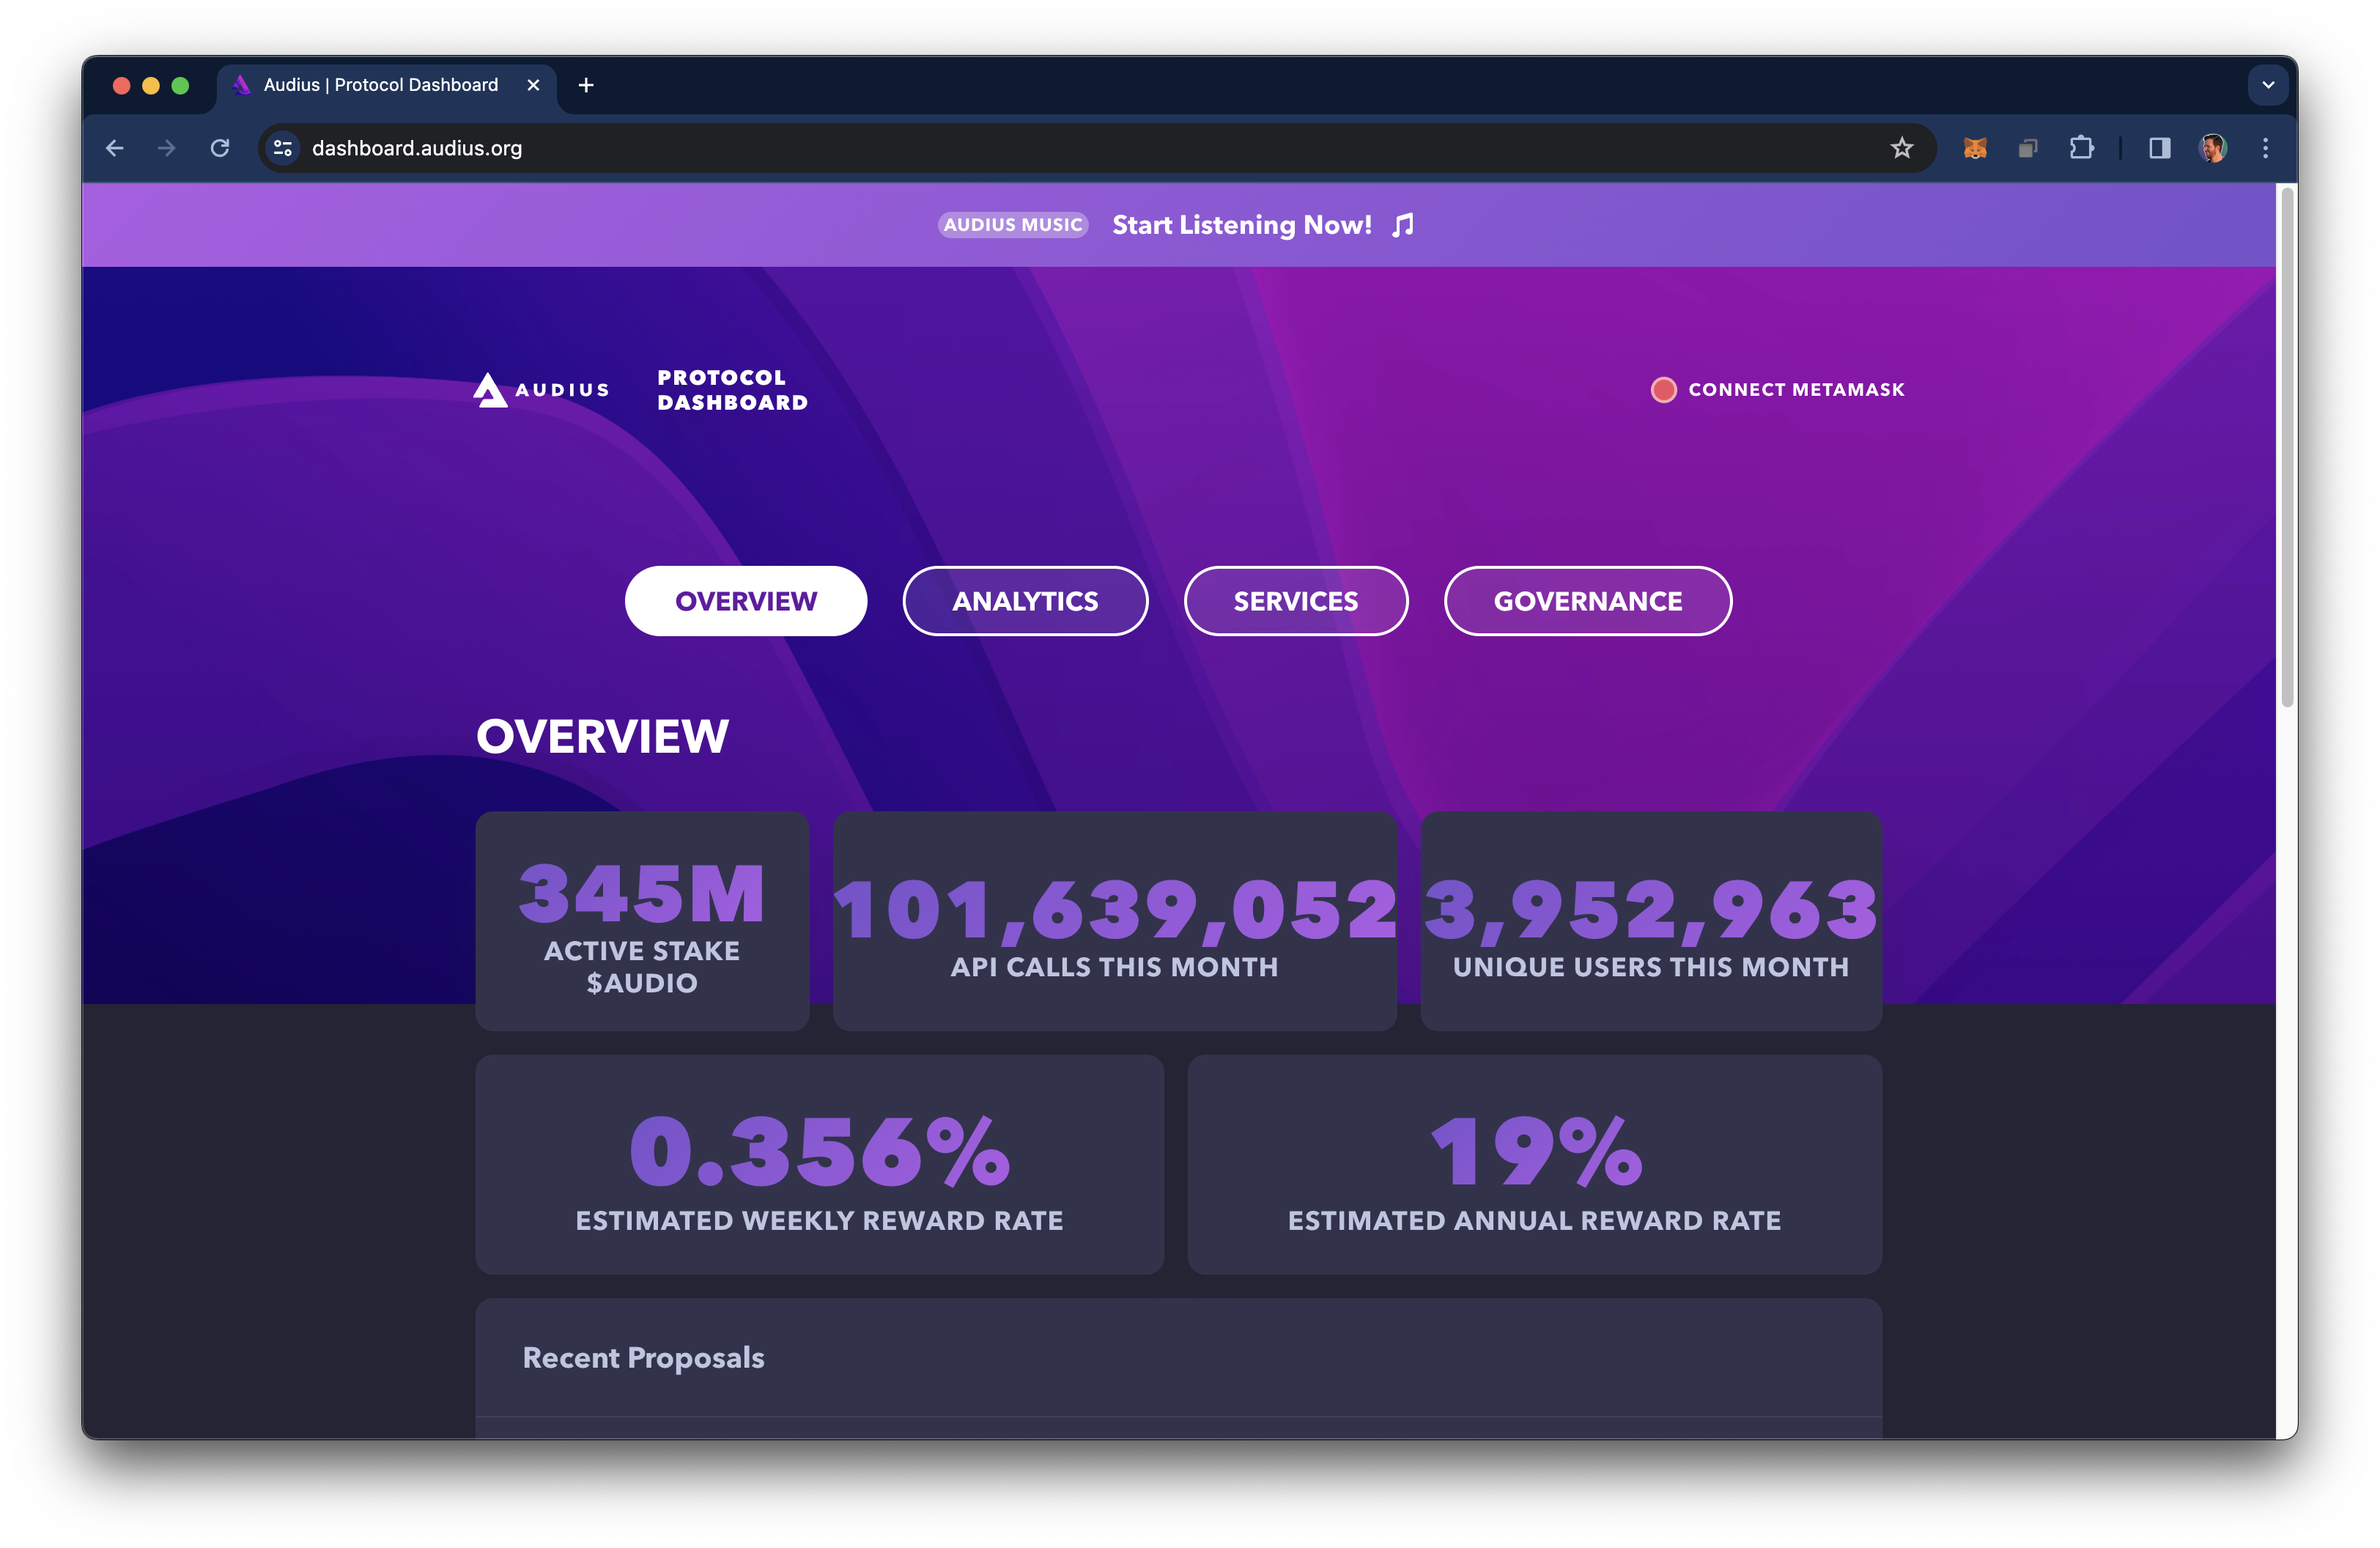 Audius | Protocol Dashboard
dashboard.audius.org
AUDIUS MUSIC Start Listening Now!
AUDIUS
PROTOCOL
DASHBOARD
CONNECT METAMASK
OVERVIEW
ANALYTICS
SERVICES
GOVERNANCE
OVERVIEW
345M
ACTIVE STAKE
$AUDIO
101,639,052
API CALLS THIS MONTH
3,952,963
UNIQUE USERS THIS MONTH
0.356%
ESTIMATED WEEKLY REWARD RATE
19%
ESTIMATED ANNUAL REWARD RATE
Recent Proposals